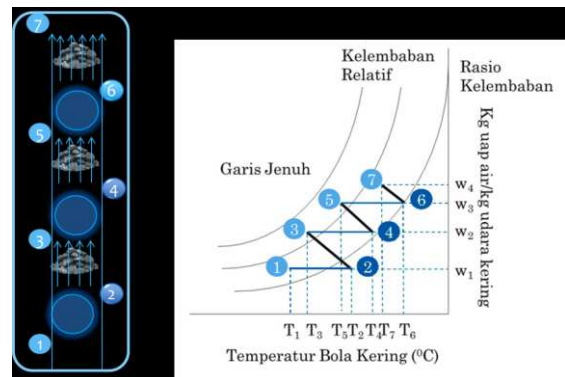 7
6
5
4
3
2
1
Kelembaban
Relatif
Rasio
Kelembaban
Garis Jenuh
Kg uap air/kg udara kering
7
5
6
3
4
1
2
w4
w3
w2
w1
T1 T3 T5 T2 T4 T7 T6
Temperatur Bola Kering (⁰C)